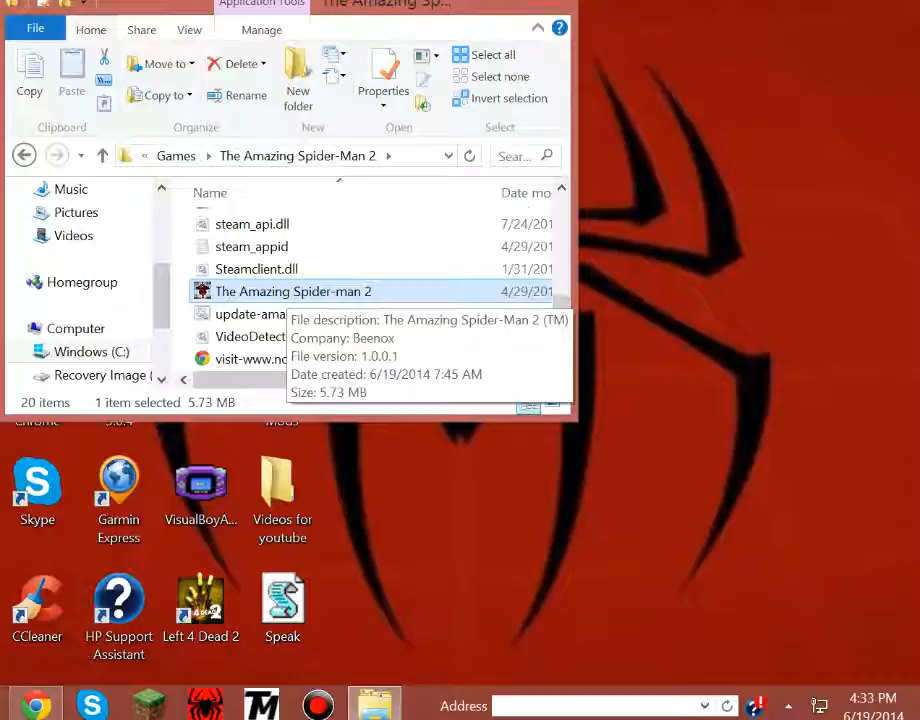 Application Tools
The Amazing Sp...
File
Home
Share
View
Manage
Copy
Paste
Move to
Copy to
Delete
Rename
New
folder
Properties
Select all
Select none
Invert selection
Clipboard
Organize
New
Open
Select
« Games
The Amazing Spider-Man 2
Sear...
Music
Pictures
Videos
Homegroup
Computer
Windows (C:)
Recovery Image (
Name
Date mo
steam_api.dll
7/24/201
steam_appid
4/29/201
Steamclient.dll
1/31/201
The Amazing Spider-man 2
4/29/201
update-ama
VideoDetect
visit-www.no
File description: The Amazing Spider-Man 2 (TM)
Company: Beenox
File version: 1.0.0.1
Date created: 6/19/2014 7:45 AM
Size: 5.73 MB
20 items
1 item selected 5.73 MB
Chrome
5.0.4
Mods
Skype
Garmin
Express
VisualBoyA...
Videos for
youtube
CCleaner
HP Support
Assistant
Left 4 Dead 2
Speak
Address
4:33 PM
6/19/2014